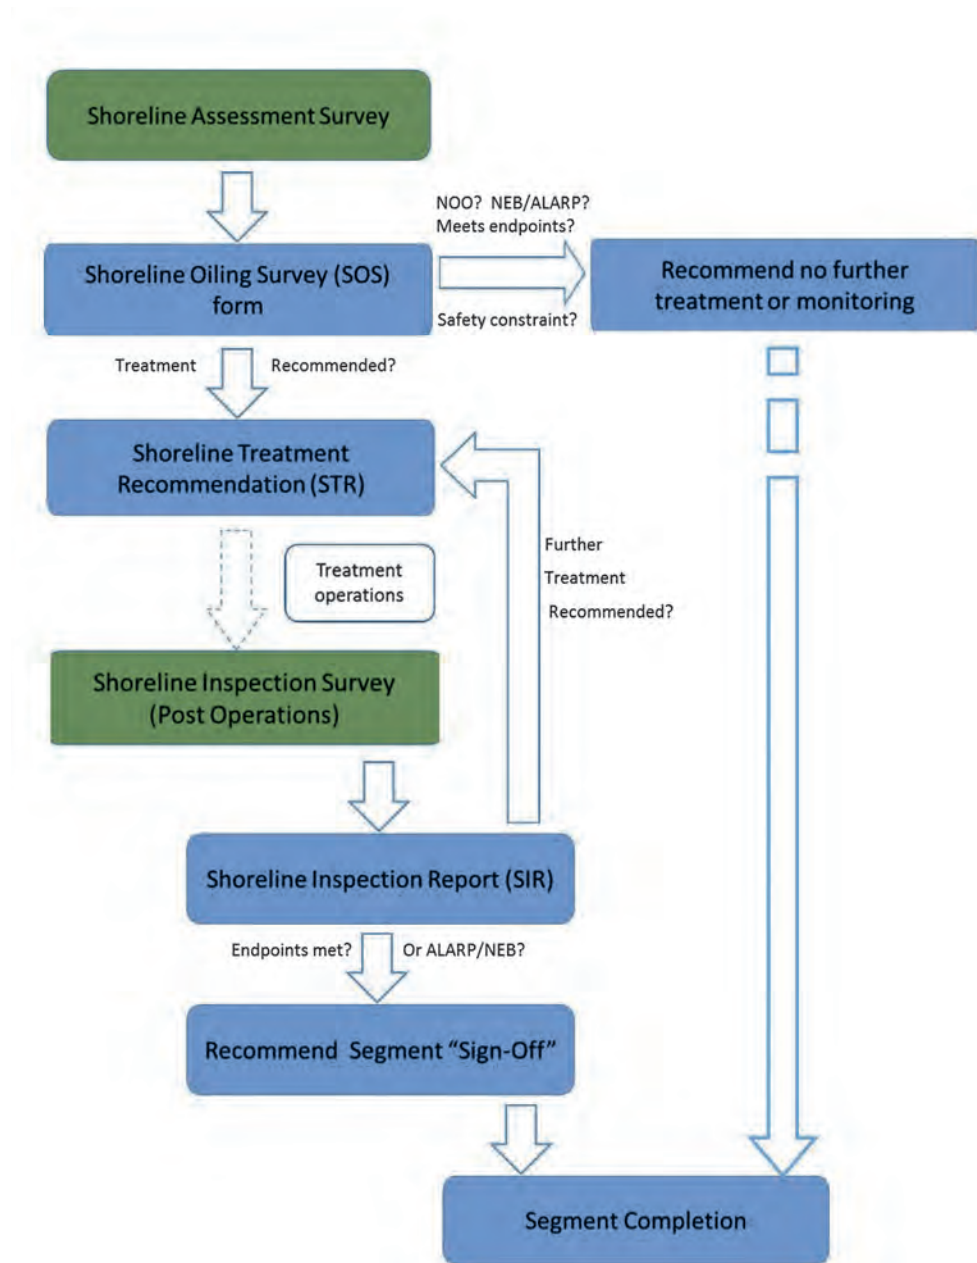 Shoreline Assessment Survey
NOO? NEB/ALARP?
Meets endpoints?
Shoreline Oiling Survey (SOS)
form
Safety constraint?
Recommend no further
treatment or monitoring
Treatment Recommended?
Shoreline Treatment
Recommendation (STR)
Treatment
operations
Further
Treatment
Recommended?
Shoreline Inspection Survey
(Post Operations)
Shoreline Inspection Report (SIR)
Endpoints met? Or ALARP/NEB?
Recommend Segment “Sign-Off”
Segment Completion